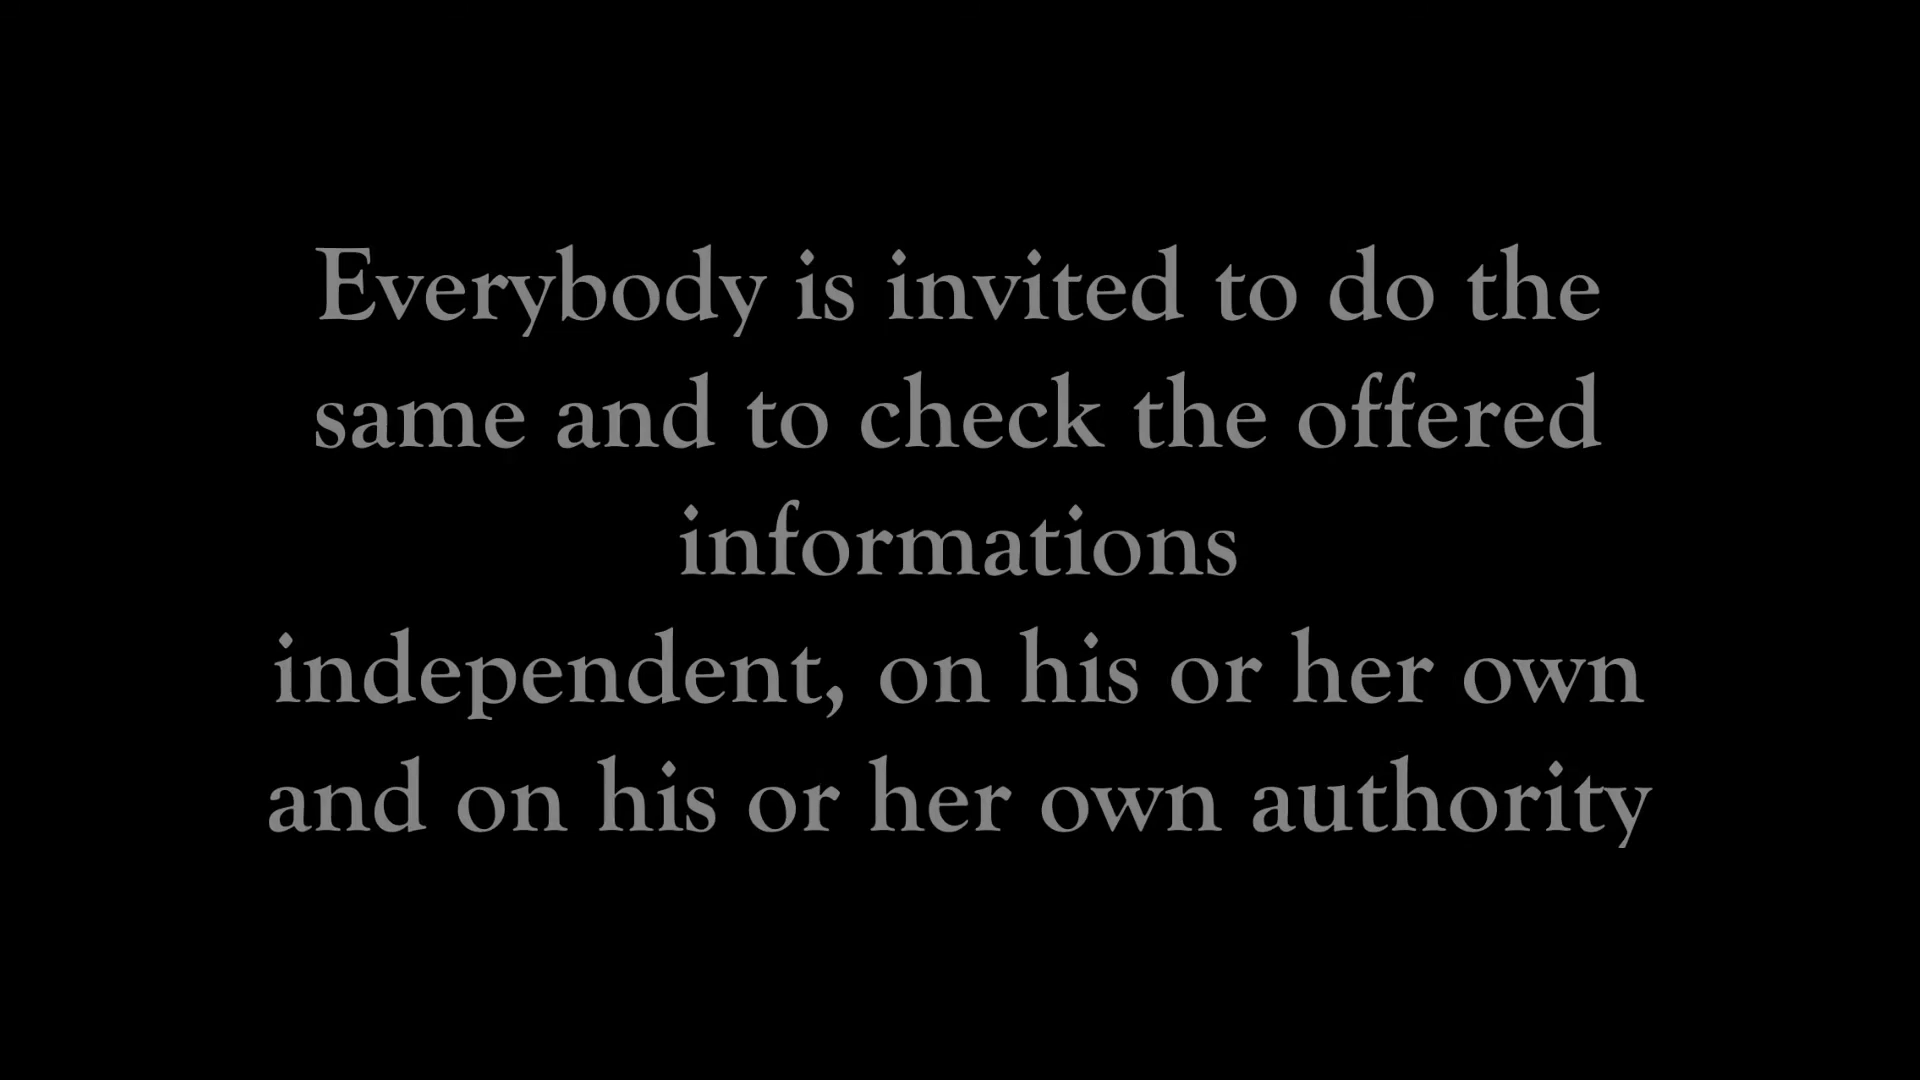 Everybody is invited to do the
same and to check the offered
informations
independent, on his or her own
and on his or her own authority